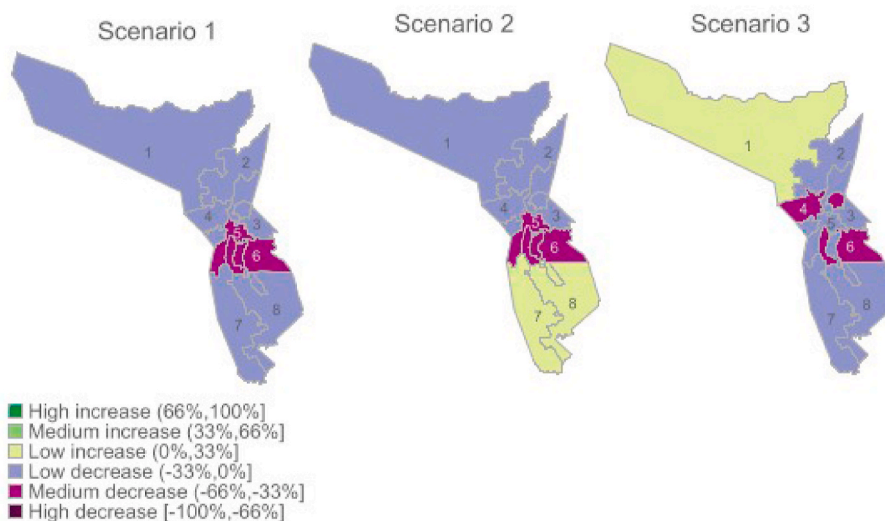 Scenario 1
Scenario 2
Scenario 3
1
2
4
3
5
6
7
8
1
2
4
3
5
6
7
8
1
2
4
3
5
6
7
8
High increase (66%,100%]
Medium increase (33%,66%]
Low increase (0%,33%]
Low decrease (-33%,0%]
Medium decrease (-66%,-33%]
High decrease [-100%,-66%]